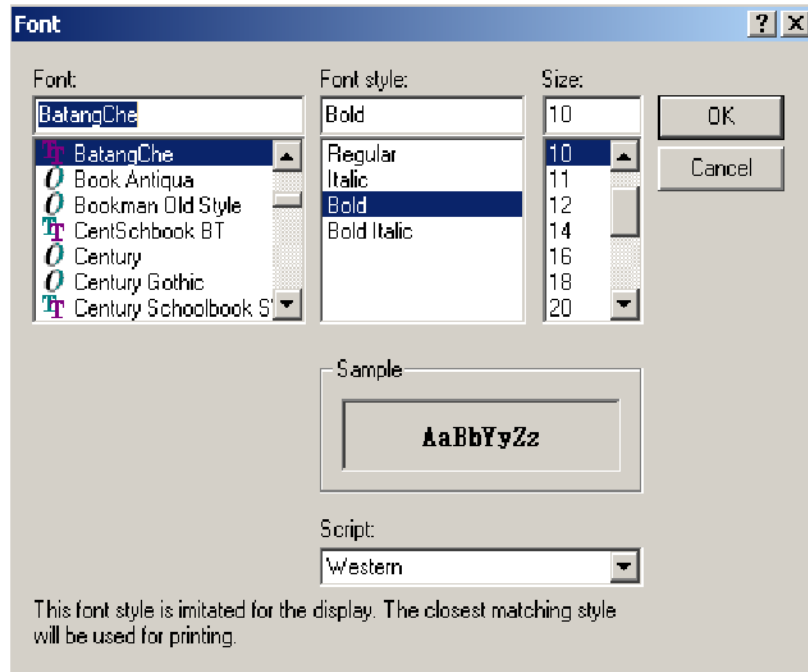 Font
Font:
BatangChe
BatangChe
Book Antiqua
Bookman Old Style
CentSchbook BT
Century
Century Gothic
Century Schoolbook S
Font style:
Bold
Regular
Italic
Bold
Bold Italic
Size:
10
10
11
12
14
16
18
20
OK
Cancel
Sample
AaBbYyZz
Script:
Western
This font style is imitated for the display. The closest matching style
will be used for printing.